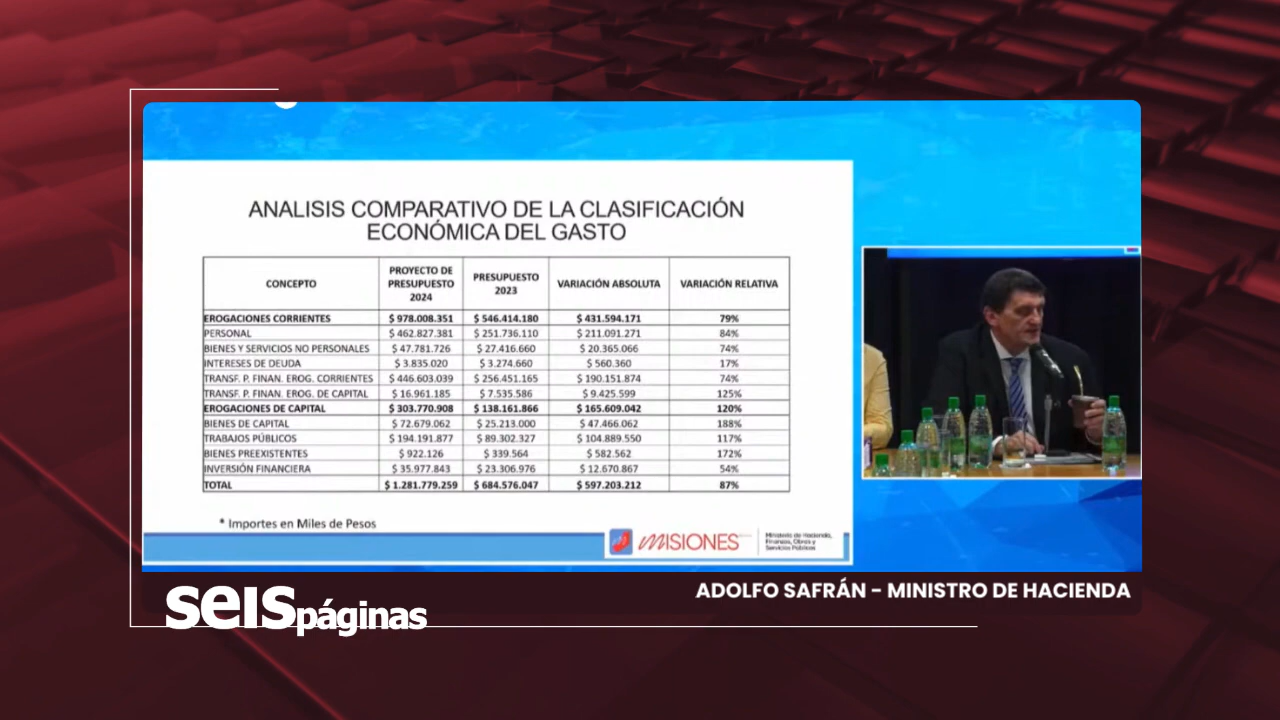 ANALISIS COMPARATIVO DE LA CLASIFICACIÓN
ECONÓMICA DEL GASTO
CONCEPTO PROYECTO DE PRESUPUESTO 2024 PRESUPUESTO 2023 VARIACIÓN ABSOLUTA VARIACIÓN RELATIVA
EROGACIONES CORRIENTES $ 978.008.351 $ 546.414.180 $ 431.594.171 79%
PERSONAL $ 462.827.381 $ 251.736.110 $ 211.091.271 84%
BIENES Y SERVICIOS NO PERSONALES $ 47.781.726 $ 27.416.660 $ 20.365.066 74%
INTERESES DE DEUDA $ 3.835.020 $ 3.274.660 $ 560.360 17%
TRANSF. P. FINAN. EROG. CORRIENTES $ 446.603.039 $ 256.451.165 $ 190.151.874 74%
TRANSF. P. FINAN. EROG. DE CAPITAL $ 16.961.185 $ 7.535.586 $ 9.425.599 125%
EROGACIONES DE CAPITAL $ 303.770.908 $ 138.161.866 $ 165.609.042 120%
BIENES DE CAPITAL $ 72.679.062 $ 25.213.000 $ 47.466.062 188%
TRABAJOS PÚBLICOS $ 194.191.877 $ 89.302.327 $ 104.889.550 117%
BIENES PREEXISTENTES $ 922.126 $ 339.564 $ 582.562 172%
INVERSIÓN FINANCIERA $ 35.977.843 $ 23.306.976 $ 12.670.867 54%
TOTAL $ 1.281.779.259 $ 684.576.047 $ 597.203.212 87%
* Importes en Miles de Pesos
MISIONES
Ministerio de Hacienda,
Finanzas, Obras y
Servicios Públicos
ADOLFO SAFRÁN - MINISTRO DE HACIENDA
seis páginas